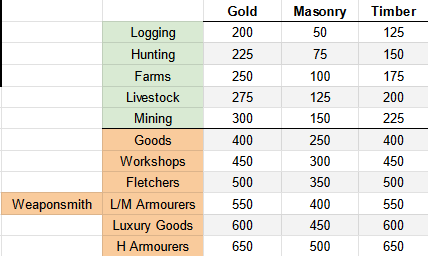 Gold Masonry Timber
Logging 200 50 125
Hunting 225 75 150
Farms 250 100 175
Livestock 275 125 200
Mining 300 150 225
Goods 400 250 400
Workshops 450 300 450
Fletchers 500 350 500
Weaponsmith L/M Armourers 550 400 550
Luxury Goods 600 450 600
H Armourers 650 500 650